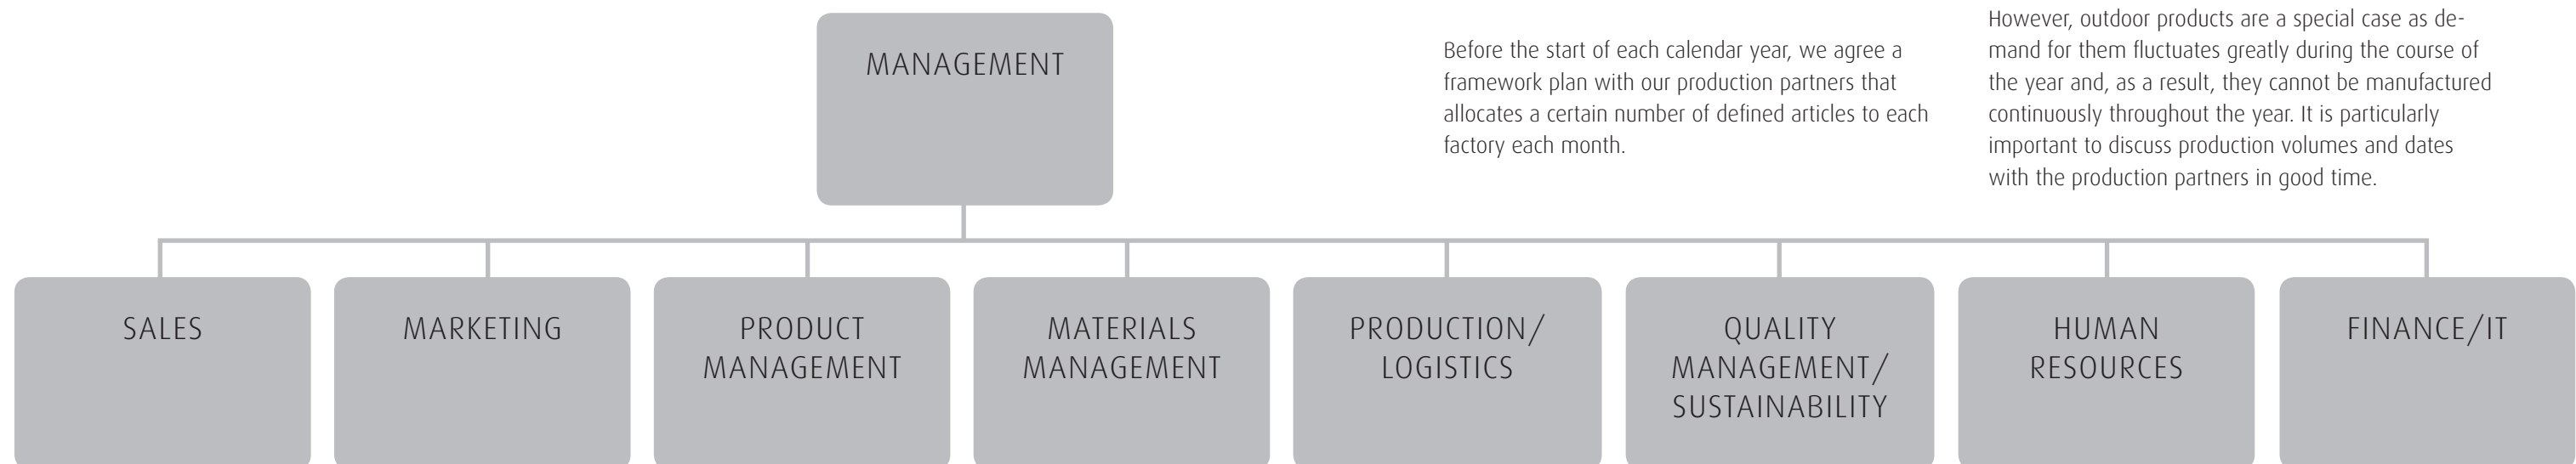 MANAGEMENT
Before the start of each calendar year, we agree a
framework plan with our production partners that
allocates a certain number of defined articles to each
factory each month.
However, outdoor products are a special case as de-
mand for them fluctuates greatly during the course of
the year and, as a result, they cannot be manufactured
continuously throughout the year. It is particularly
important to discuss production volumes and dates
with the production partners in good time.
SALES
MARKETING
PRODUCT
MANAGEMENT
MATERIALS
MANAGEMENT
PRODUCTION/
LOGISTICS
QUALITY
MANAGEMENT/
SUSTAINABILITY
HUMAN
RESOURCES
FINANCE/IT